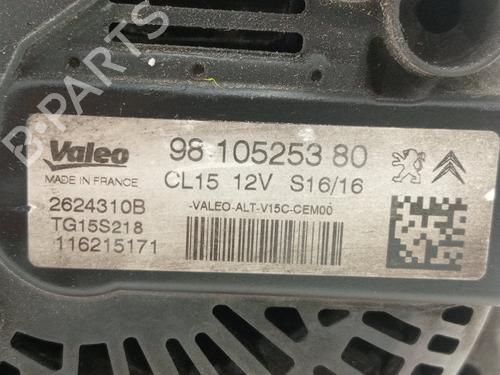 B-PARTS
Valeo
98 105253 80
MADE IN FRANCE
CL15 12V S16/16
2624310B
-VALEO-ALT-V15C-CEM00
TG15S218
116215171